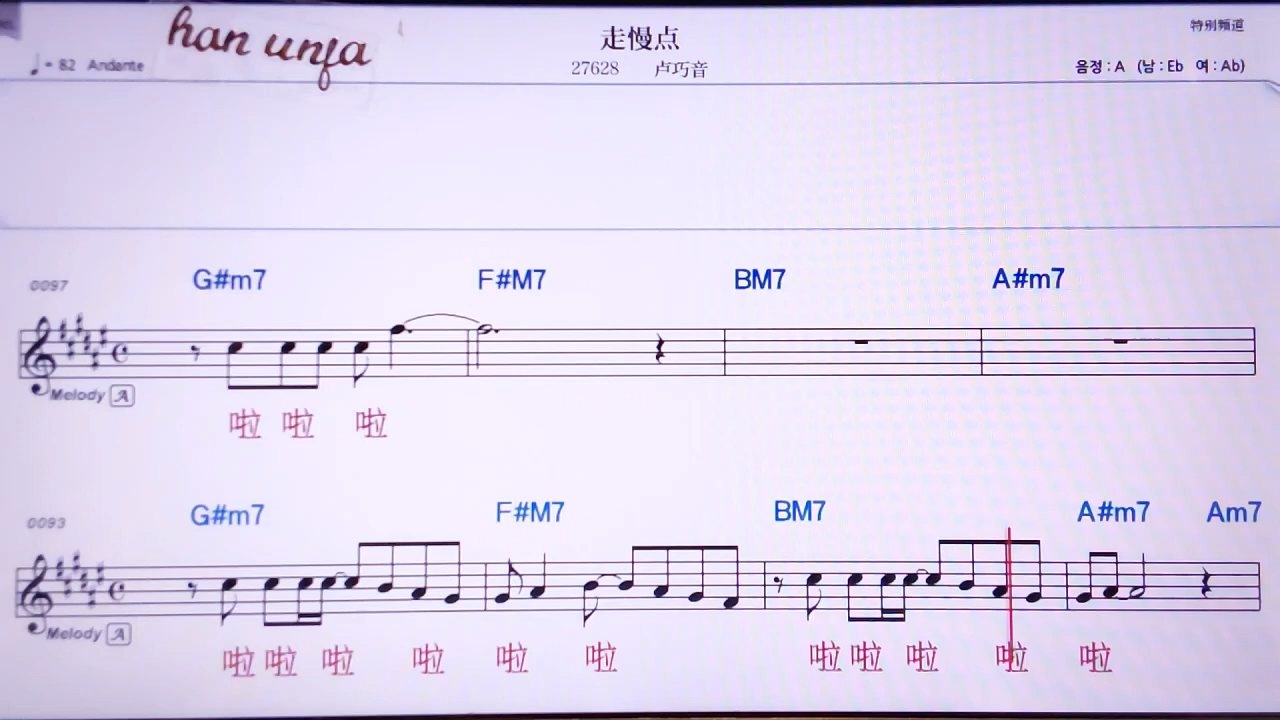 han unfa
走慢点
特别频道
♩= 82 Andante
27628 卢巧音
음정 : A (남 : Eb 여 : Ab)
0097 G#m7 F#M7 BM7 A#m7
Melody A
啦 啦 啦
0093 G#m7 F#M7 BM7 A#m7 Am7
Melody A
啦 啦 啦 啦 啦 啦 啦 啦 啦 啦 啦